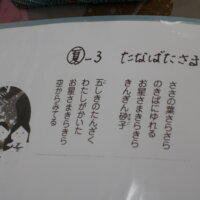 夏-3 たなばたさま
ささの葉さらさら
のきばにゆれる
お星さまきらきら
きんぎん砂子
五しきのたんざく
わたしがかいた
お星さまきらきら
空からみてる